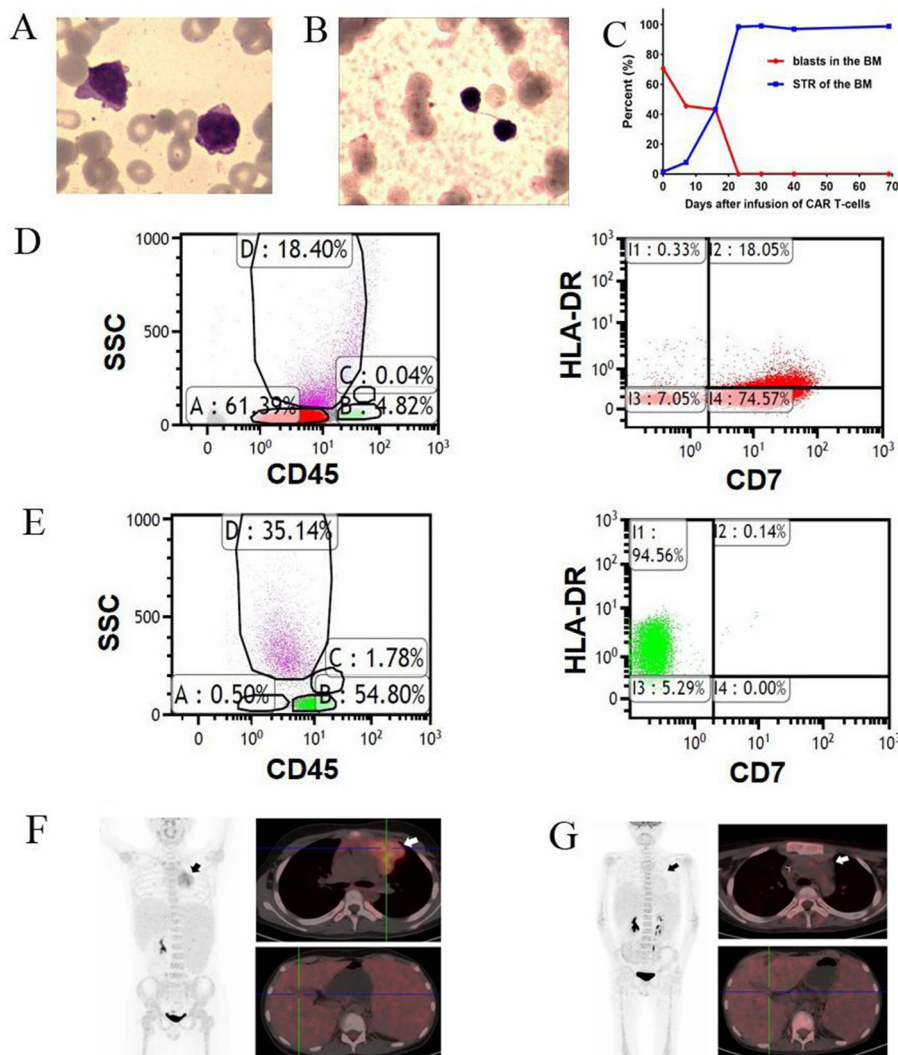 A
B
C
100
80
60
40
20
0
Percent (%)
blasts in the BM
STR of the BM
0 10 20 30 40 50 60 70
Days after infusion of CAR T-cells
D
1000
500
0
SSC
D : 18.40%
C : 0.04%
A : 61.39%
B : 4.82%
0 10^0 10^1 10^2 10^3
CD45
10^3
10^2
10^1
10^0
0
HLA-DR
I1 : 0.33%
I2 : 18.05%
I3 : 7.05%
I4 : 74.57%
10^0 10^1 10^2 10^3
CD7
E
1000
500
0
SSC
D : 35.14%
C : 1.78%
A : 0.50%
B : 54.80%
0 10^0 10^1 10^2 10^3
CD45
10^3
10^2
10^1
10^0
0
HLA-DR
I1 :
94.56%
I2 : 0.14%
I3 : 5.29%
I4 : 0.00%
10^0 10^1 10^2 10^3
CD7
F
G